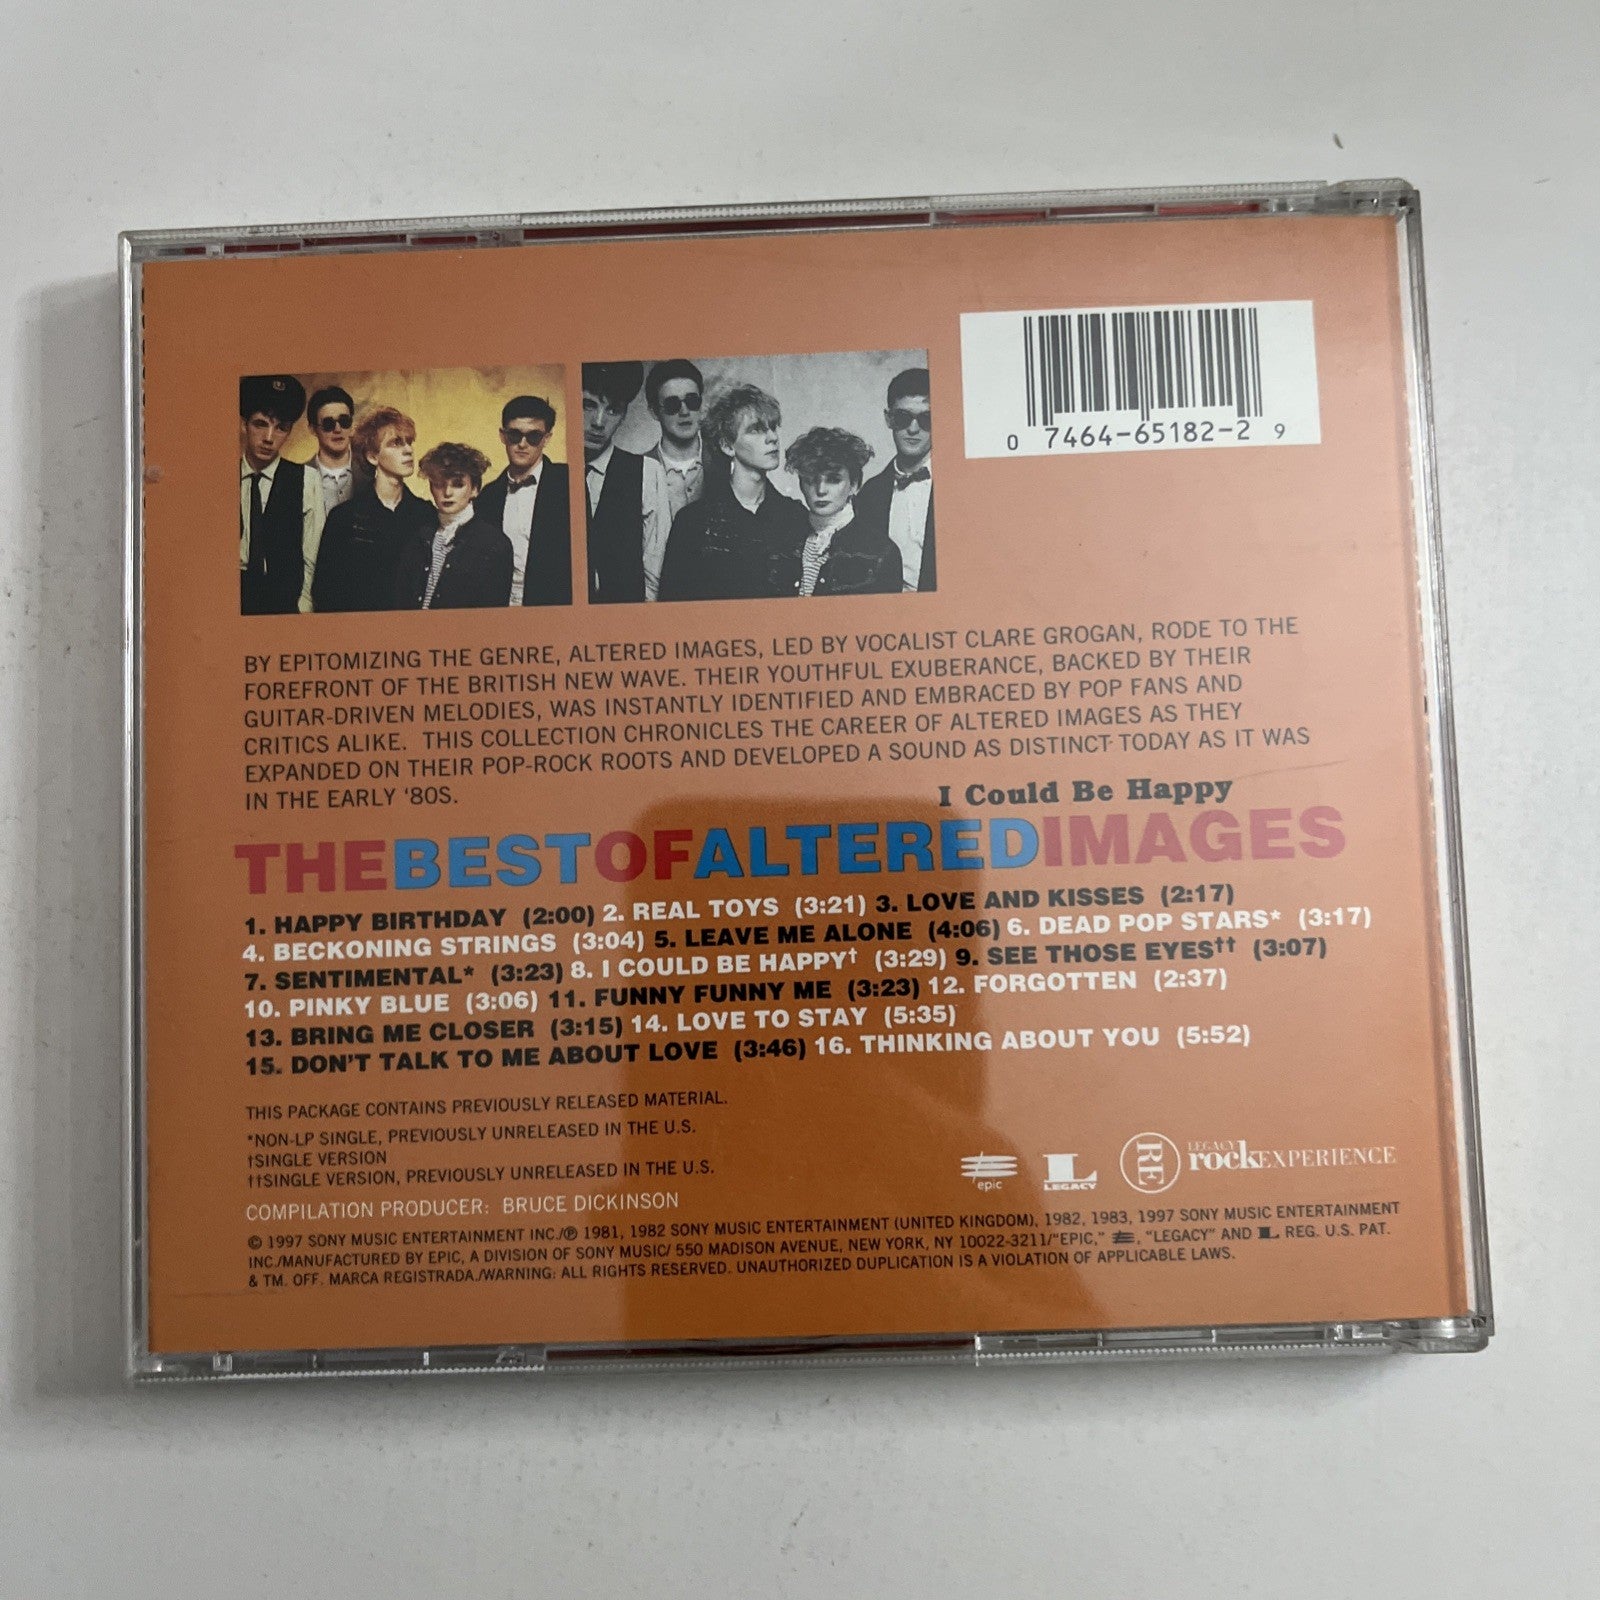 0 7464-65182-2 9
BY EPITOMIZING THE GENRE, ALTERED IMAGES, LED BY VOCALIST CLARE GROGAN, RODE TO THE
FOREFRONT OF THE BRITISH NEW WAVE. THEIR YOUTHFUL EXUBERANCE, BACKED BY THEIR
GUITAR-DRIVEN MELODIES, WAS INSTANTLY IDENTIFIED AND EMBRACED BY POP FANS AND
CRITICS ALIKE. THIS COLLECTION CHRONICLES THE CAREER OF ALTERED IMAGES AS THEY
EXPANDED ON THEIR POP-ROCK ROOTS AND DEVELOPED A SOUND AS DISTINCT TODAY AS IT WAS
IN THE EARLY '80S.
I Could Be Happy
THEBESTOFALTEREDIMAGES
1. HAPPY BIRTHDAY (2:00) 2. REAL TOYS (3:21) 3. LOVE AND KISSES (2:17)
4. BECKONING STRINGS (3:04) 5. LEAVE ME ALONE (4:06) 6. DEAD POP STARS* (3:17)
7. SENTIMENTAL* (3:23) 8. I COULD BE HAPPY† (3:29) 9. SEE THOSE EYES†† (3:07)
10. PINKY BLUE (3:06) 11. FUNNY FUNNY ME (3:23) 12. FORGOTTEN (2:37)
13. BRING ME CLOSER (3:15) 14. LOVE TO STAY (5:35)
15. DON'T TALK TO ME ABOUT LOVE (3:46) 16. THINKING ABOUT YOU (5:52)
THIS PACKAGE CONTAINS PREVIOUSLY RELEASED MATERIAL.
*NON-LP SINGLE, PREVIOUSLY UNRELEASED IN THE U.S.
†SINGLE VERSION
††SINGLE VERSION, PREVIOUSLY UNRELEASED IN THE U.S.
COMPILATION PRODUCER: BRUCE DICKINSON
epic
L
LEGACY
RE
LEGACY
rockEXPERIENCE
© 1997 SONY MUSIC ENTERTAINMENT INC./℗ 1981, 1982 SONY MUSIC ENTERTAINMENT (UNITED KINGDOM), 1982, 1983, 1997 SONY MUSIC ENTERTAINMENT
INC./MANUFACTURED BY EPIC, A DIVISION OF SONY MUSIC/ 550 MADISON AVENUE, NEW YORK, NY 10022-3211/"EPIC," , "LEGACY" AND L REG. U.S. PAT.
& TM. OFF. MARCA REGISTRADA./WARNING: ALL RIGHTS RESERVED. UNAUTHORIZED DUPLICATION IS A VIOLATION OF APPLICABLE LAWS.